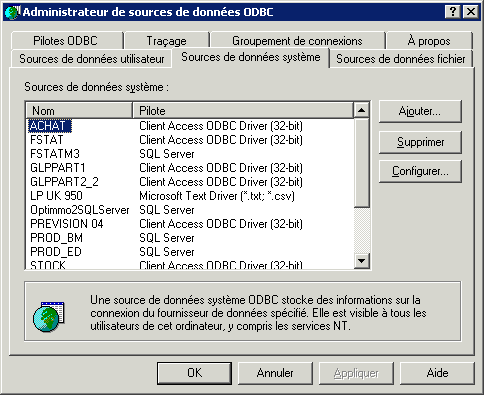 Administrateur de sources de données ODBC
Pilotes ODBC Traçage Groupement de connexions À propos
Sources de données utilisateur Sources de données système Sources de données fichier
Sources de données système :
Nom Pilote
ACHAT Client Access ODBC Driver (32-bit)
FSTAT Client Access ODBC Driver (32-bit)
FSTATM3 SQL Server
GLPPART1 Client Access ODBC Driver (32-bit)
GLPPART2_2 Client Access ODBC Driver (32-bit)
LP UK 950 Microsoft Text Driver (*.txt; *.csv)
Optimmo2SQLServer SQL Server
PREVISION 04 Client Access ODBC Driver (32-bit)
PROD_BM SQL Server
PROD_ED SQL Server
STOCK Client Access ODBC Driver (32-bit)
Ajouter...
Supprimer
Configurer...
Une source de données système ODBC stocke des informations sur la
connexion du fournisseur de données spécifié. Elle est visible à tous les
utilisateurs de cet ordinateur, y compris les services NT.
OK Annuler Appliquer Aide